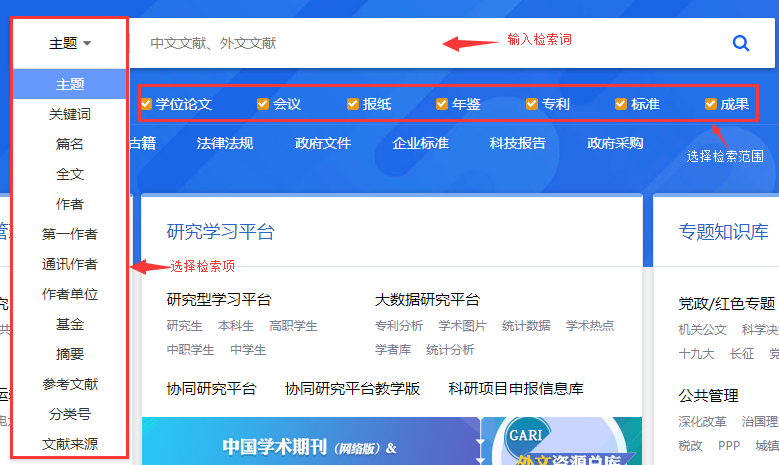 主题
中文文献、外文文献
输入检索词
主题
关键词
篇名
全文
作者
第一作者
通讯作者
作者单位
基金
摘要
参考文献
分类号
文献来源
选择检索项
学位论文 会议 报纸 年鉴 专利 标准 成果
古籍 法律法规 政府文件 企业标准 科技报告 政府采购
选择检索范围
研究学习平台
研究型学习平台 大数据研究平台
研究生 本科生 高职学生 专利分析 学术图片 统计数据 学术热点
中职学生 中学生 学者库 统计分析
协同研究平台 协同研究平台教学版 科研项目申报信息库
中国学术期刊（网络版）&
GARI
外文资源总库
专题知识库
党政/红色专题
机关公文 科学决
十九大 长征 党
公共管理
深化改革 治国理
税改 PPP 城镇